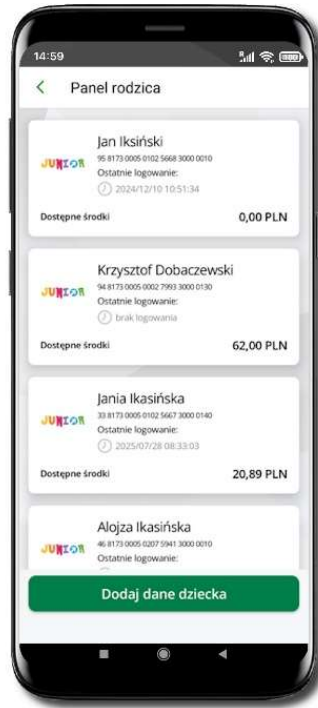 14:59
Panel rodzica
Jan Iksiński
JUNIOR
95 8173 0005 0102 5668 3000 0010
Ostatnie logowanie:
2024/12/10 10:51:34
Dostępne środki 0,00 PLN
Krzysztof Dobaczewski
JUNIOR
94 8173 0005 0002 7993 3000 0130
Ostatnie logowanie:
brak logowania
Dostępne środki 62,00 PLN
Jania Ikasińska
JUNIOR
33 8173 0005 0102 5667 3000 0140
Ostatnie logowanie:
2025/07/28 08:33:03
Dostępne środki 20,89 PLN
Alojza Ikasińska
JUNIOR
46 8173 0005 0207 5941 3000 0010
Ostatnie logowanie:
Dodaj dane dziecka